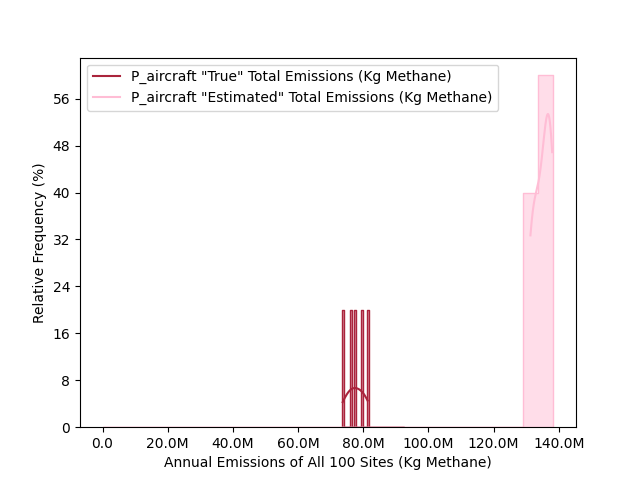 P_aircraft "True" Total Emissions (Kg Methane)
P_aircraft "Estimated" Total Emissions (Kg Methane)
56
48
40
32
24
16
8
0
Relative Frequency (%)
0.0 20.0M 40.0M 60.0M 80.0M 100.0M 120.0M 140.0M
Annual Emissions of All 100 Sites (Kg Methane)